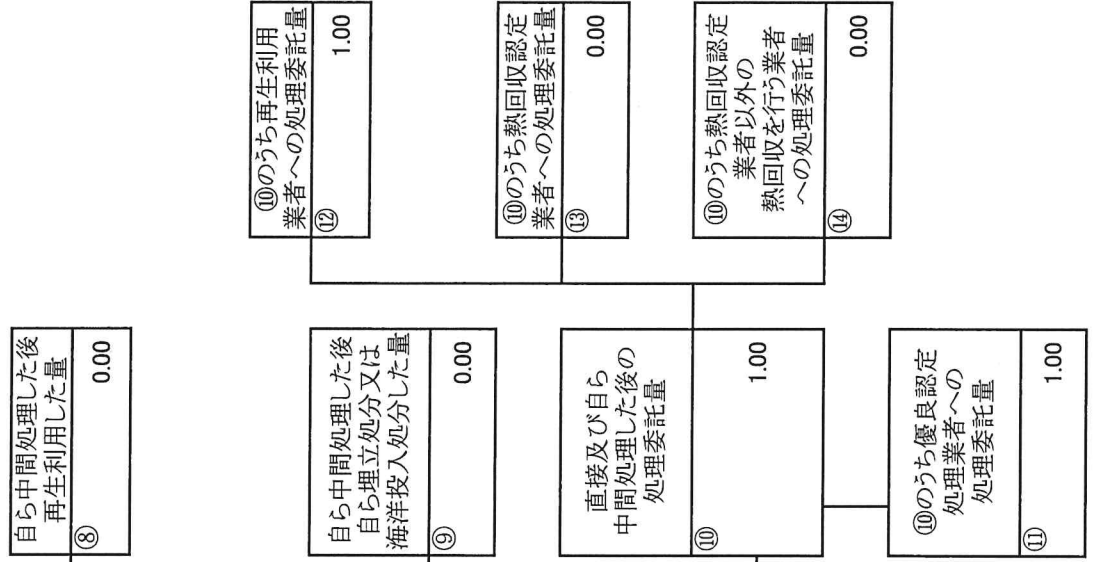 自ら中間処理した後
再生利用した量
⑧
0.00
自ら中間処理した後
自ら埋立処分又は
海洋投入処分した量
⑨
0.00
直接及び自ら
中間処理した後の
処理委託量
⑩
1.00
⑩のうち優良認定
処理業者への
処理委託量
⑪
1.00
⑩のうち再生利用
業者への処理委託量
⑫
1.00
⑩のうち熱回収認定
業者への処理委託量
⑬
0.00
⑩のうち熱回収認定
業者以外の
熱回収を行う業者
への処理委託量
⑭
0.00